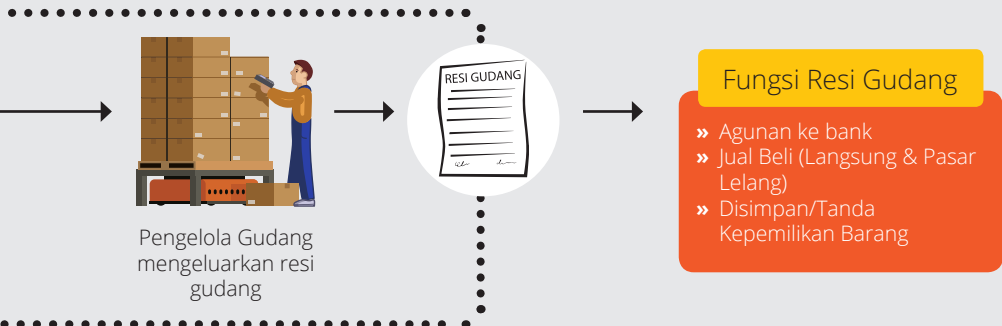 Pengelola Gudang
mengeluarkan resi
gudang
RESI GUDANG
Fungsi Resi Gudang
» Agunan ke bank
» Jual Beli (Langsung & Pasar
Lelang)
» Disimpan/Tanda
Kepemilikan Barang